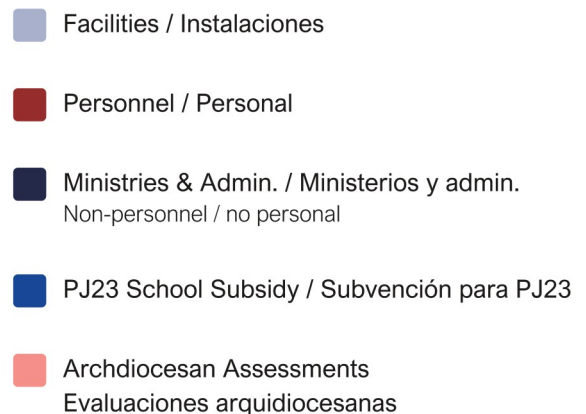 Facilities / Instalaciones
Personnel / Personal
Ministries & Admin. / Ministerios y admin.
Non-personnel / no personal
PJ23 School Subsidy / Subvención para PJ23
Archdiocesan Assessments
Evaluaciones arquidiocesanas